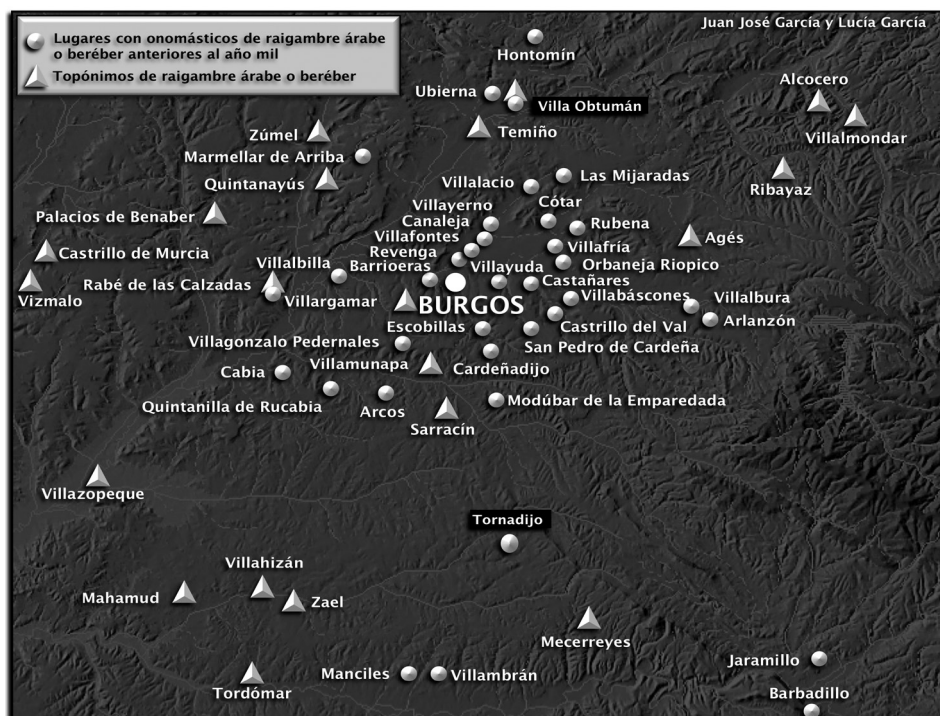 Juan José García y Lucía García
Lugares con onomásticos de raigambre árabe
o beréber anteriores al año mil
Topónimos de raigambre árabe o beréber
Hontomín
Alcocero
Ubierna
Villa Obtumán
Villalmondar
Zúmel
Temiño
Marmellar de Arriba
Quintanayús
Villalacio
Las Mijaradas
Ribayaz
Palacios de Benaber
Villayerno
Cótar
Canaleja
Rubena
Villafontes
Agés
Castrillo de Murcia
Revenga
Villafría
Villalbilla
Barrioeras
Villayuda
Orbaneja Riopico
Vizmalo
Rabé de las Calzadas
Castañares
Villargamar
BURGOS
Villabáscones
Villalbura
Arlanzón
Escobillas
Castrillo del Val
Villagonzalo Pedernales
San Pedro de Cardeña
Villamunapa
Cardeñadijo
Cabia
Quintanilla de Rucabia
Arcos
Modúbar de la Emparedada
Sarracín
Villazopeque
Tornadijo
Villahizán
Mahamud
Zael
Mecerreyes
Manciles
Villambrán
Jaramillo
Tordómar
Barbadillo